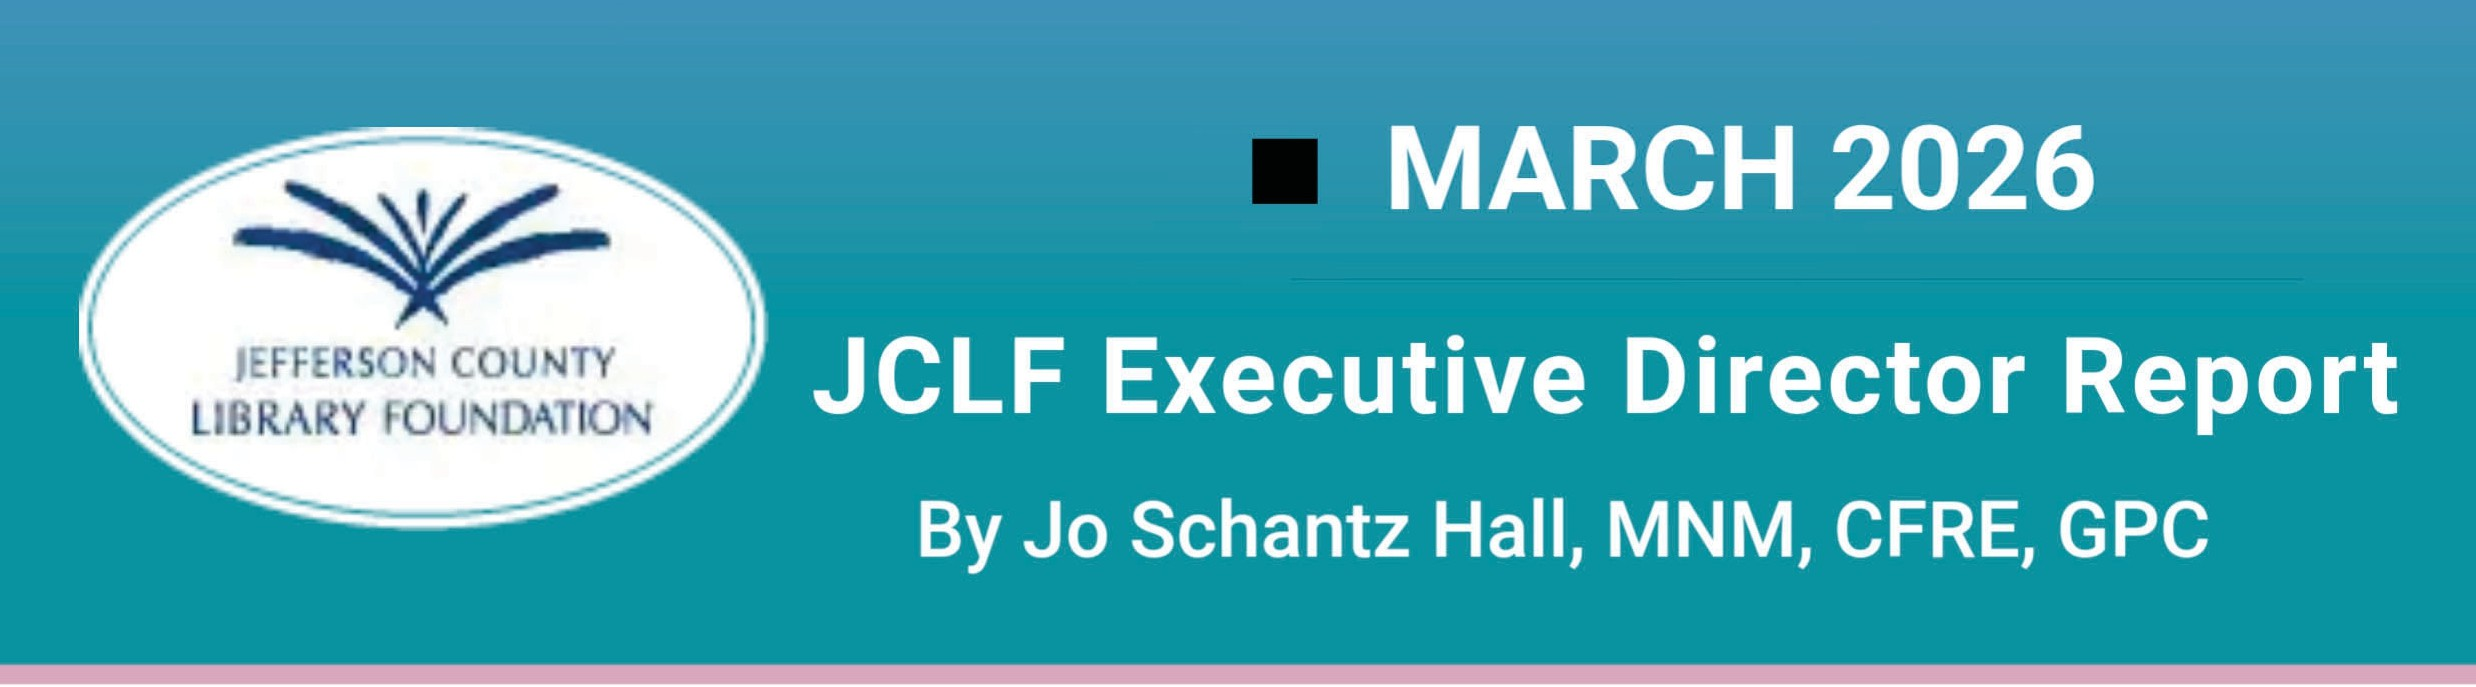 JEFFERSON COUNTY
LIBRARY FOUNDATION
■ MARCH 2026
JCLF Executive Director Report
By Jo Schantz Hall, MNM, CFRE, GPC